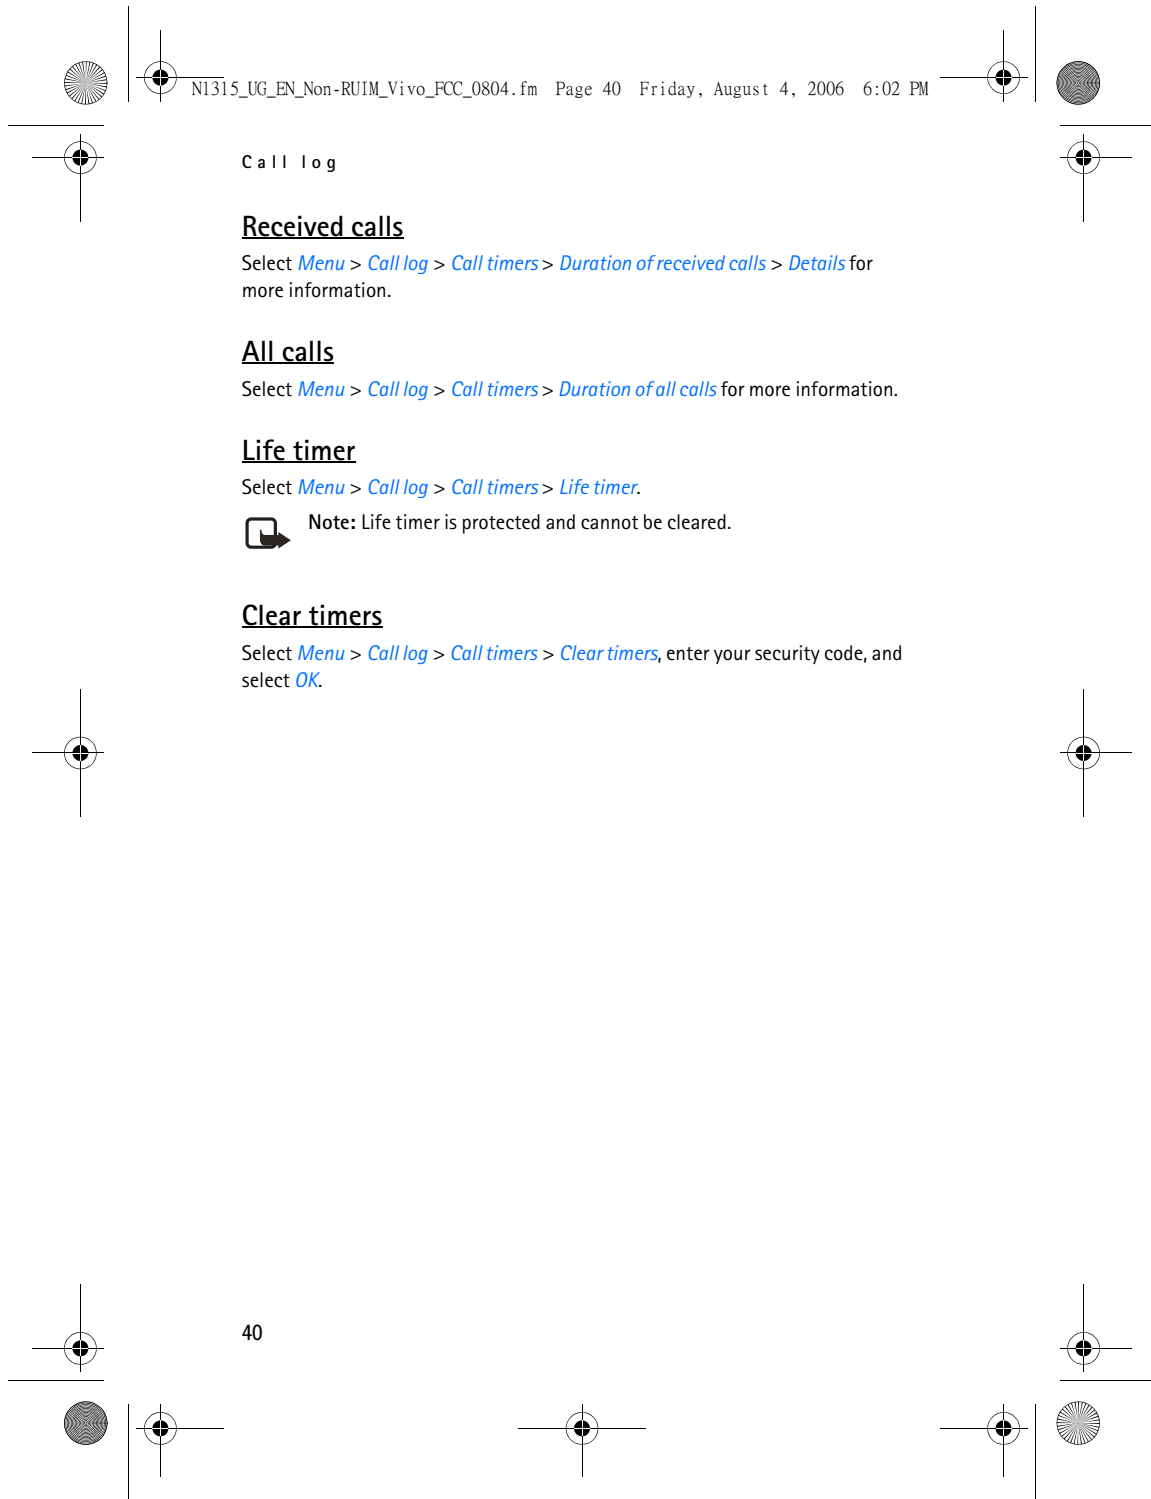 N1315_UG_EN_Non-RUIM_Vivo_FCC_0804.fm Page 40 Friday, August 4, 2006 6:02 PM
Call log
Received calls
Select Menu > Call log > Call timers > Duration of received calls > Details for
more information.
All calls
Select Menu > Call log > Call timers > Duration of all calls for more information.
Life timer
Select Menu > Call log > Call timers > Life timer.
Note: Life timer is protected and cannot be cleared.
Clear timers
Select Menu > Call log > Call timers > Clear timers, enter your security code, and
select OK.
40